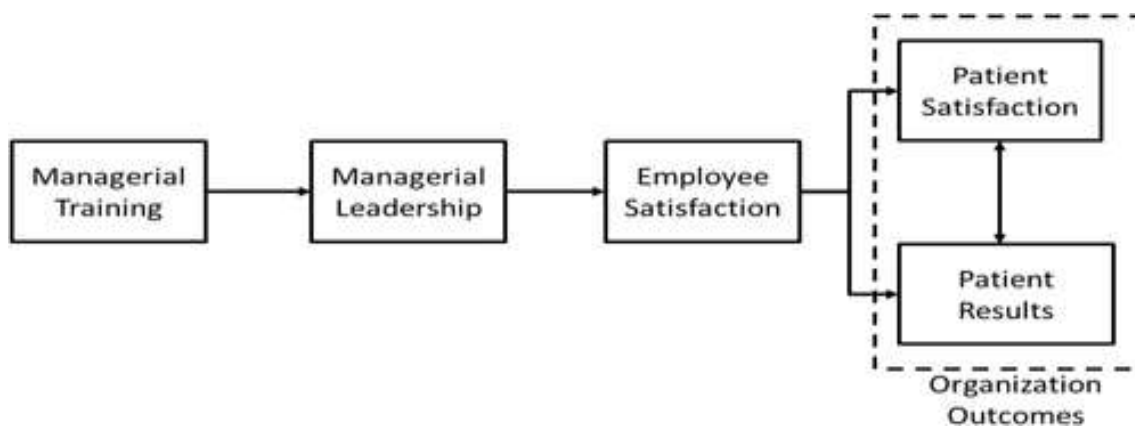 Managerial
Training
Managerial
Leadership
Employee
Satisfaction
Patient
Satisfaction
Patient
Results
Organization
Outcomes